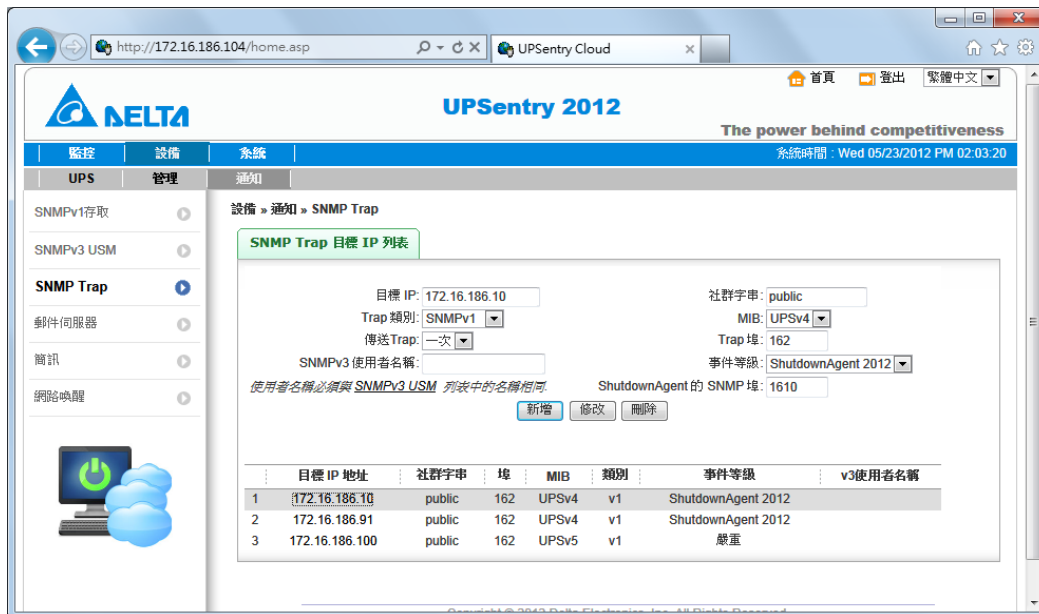 http://172.16.186.104/home.asp
UPSentry Cloud
首頁 登出 繁體中文
DELTA
UPSentry 2012
The power behind competitiveness
監控 設備 系統 系統時間 : Wed 05/23/2012 PM 02:03:20
UPS 管理 通知
SNMPv1存取
SNMPv3 USM
SNMP Trap
郵件伺服器
簡訊
網路喚醒
設備 » 通知 » SNMP Trap
SNMP Trap 目標 IP 列表
目標 IP: 172.16.186.10 社群字串: public
Trap 類別: SNMPv1 MIB: UPSv4
傳送Trap: 一次 Trap 埠: 162
SNMPv3 使用者名稱: 事件等級: ShutdownAgent 2012
使用者名稱必須與 SNMPv3 USM 列表中的名稱相同. ShutdownAgent 的 SNMP 埠: 1610
新增 修改 刪除
目標 IP 地址 社群字串 埠 MIB 類別 事件等級 v3使用者名稱
1 172.16.186.10 public 162 UPSv4 v1 ShutdownAgent 2012
2 172.16.186.91 public 162 UPSv4 v1 ShutdownAgent 2012
3 172.16.186.100 public 162 UPSv5 v1 嚴重
Copyright © 2012 Delta Electronics, Inc. All Rights Reserved.